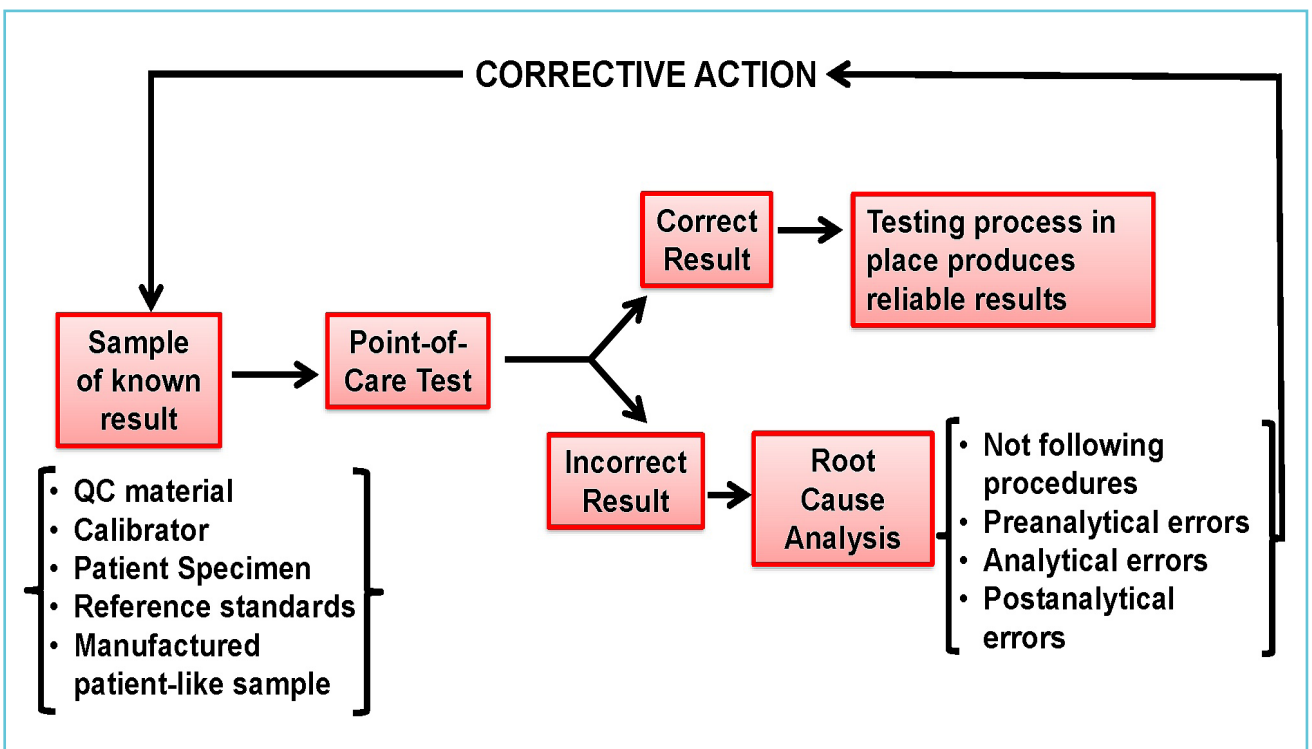 CORRECTIVE ACTION
Sample
of known
result
• QC material
• Calibrator
• Patient Specimen
• Reference standards
• Manufactured
patient-like sample
Point-of-
Care Test
Correct
Result
Testing process in
place produces
reliable results
Incorrect
Result
Root
Cause
Analysis
• Not following
procedures
• Preanalytical errors
• Analytical errors
• Postanalytical
errors